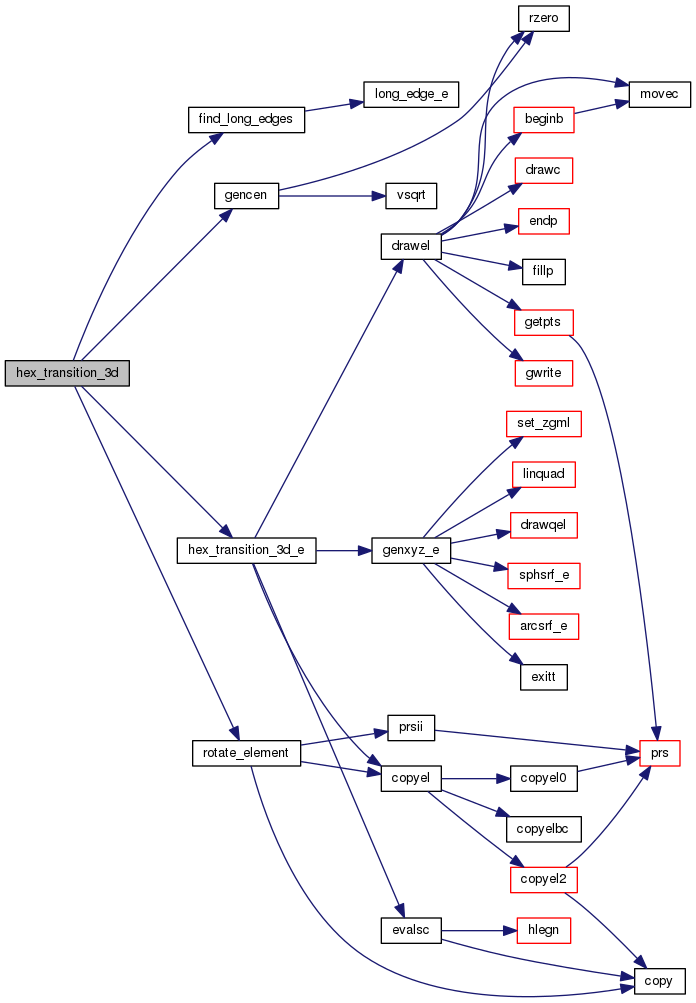 rzero
long_edge_e
movec
find_long_edges
beginb
drawc
gencen
vsqrt
endp
drawel
fillp
getpts
hex_transition_3d
gwrite
set_zgml
linquad
drawqel
hex_transition_3d_e
genxyz_e
sphsrf_e
arcsrf_e
exitt
prsii
rotate_element
prs
copyel
copyel0
copyelbc
copyel2
evalsc
hlegn
copy